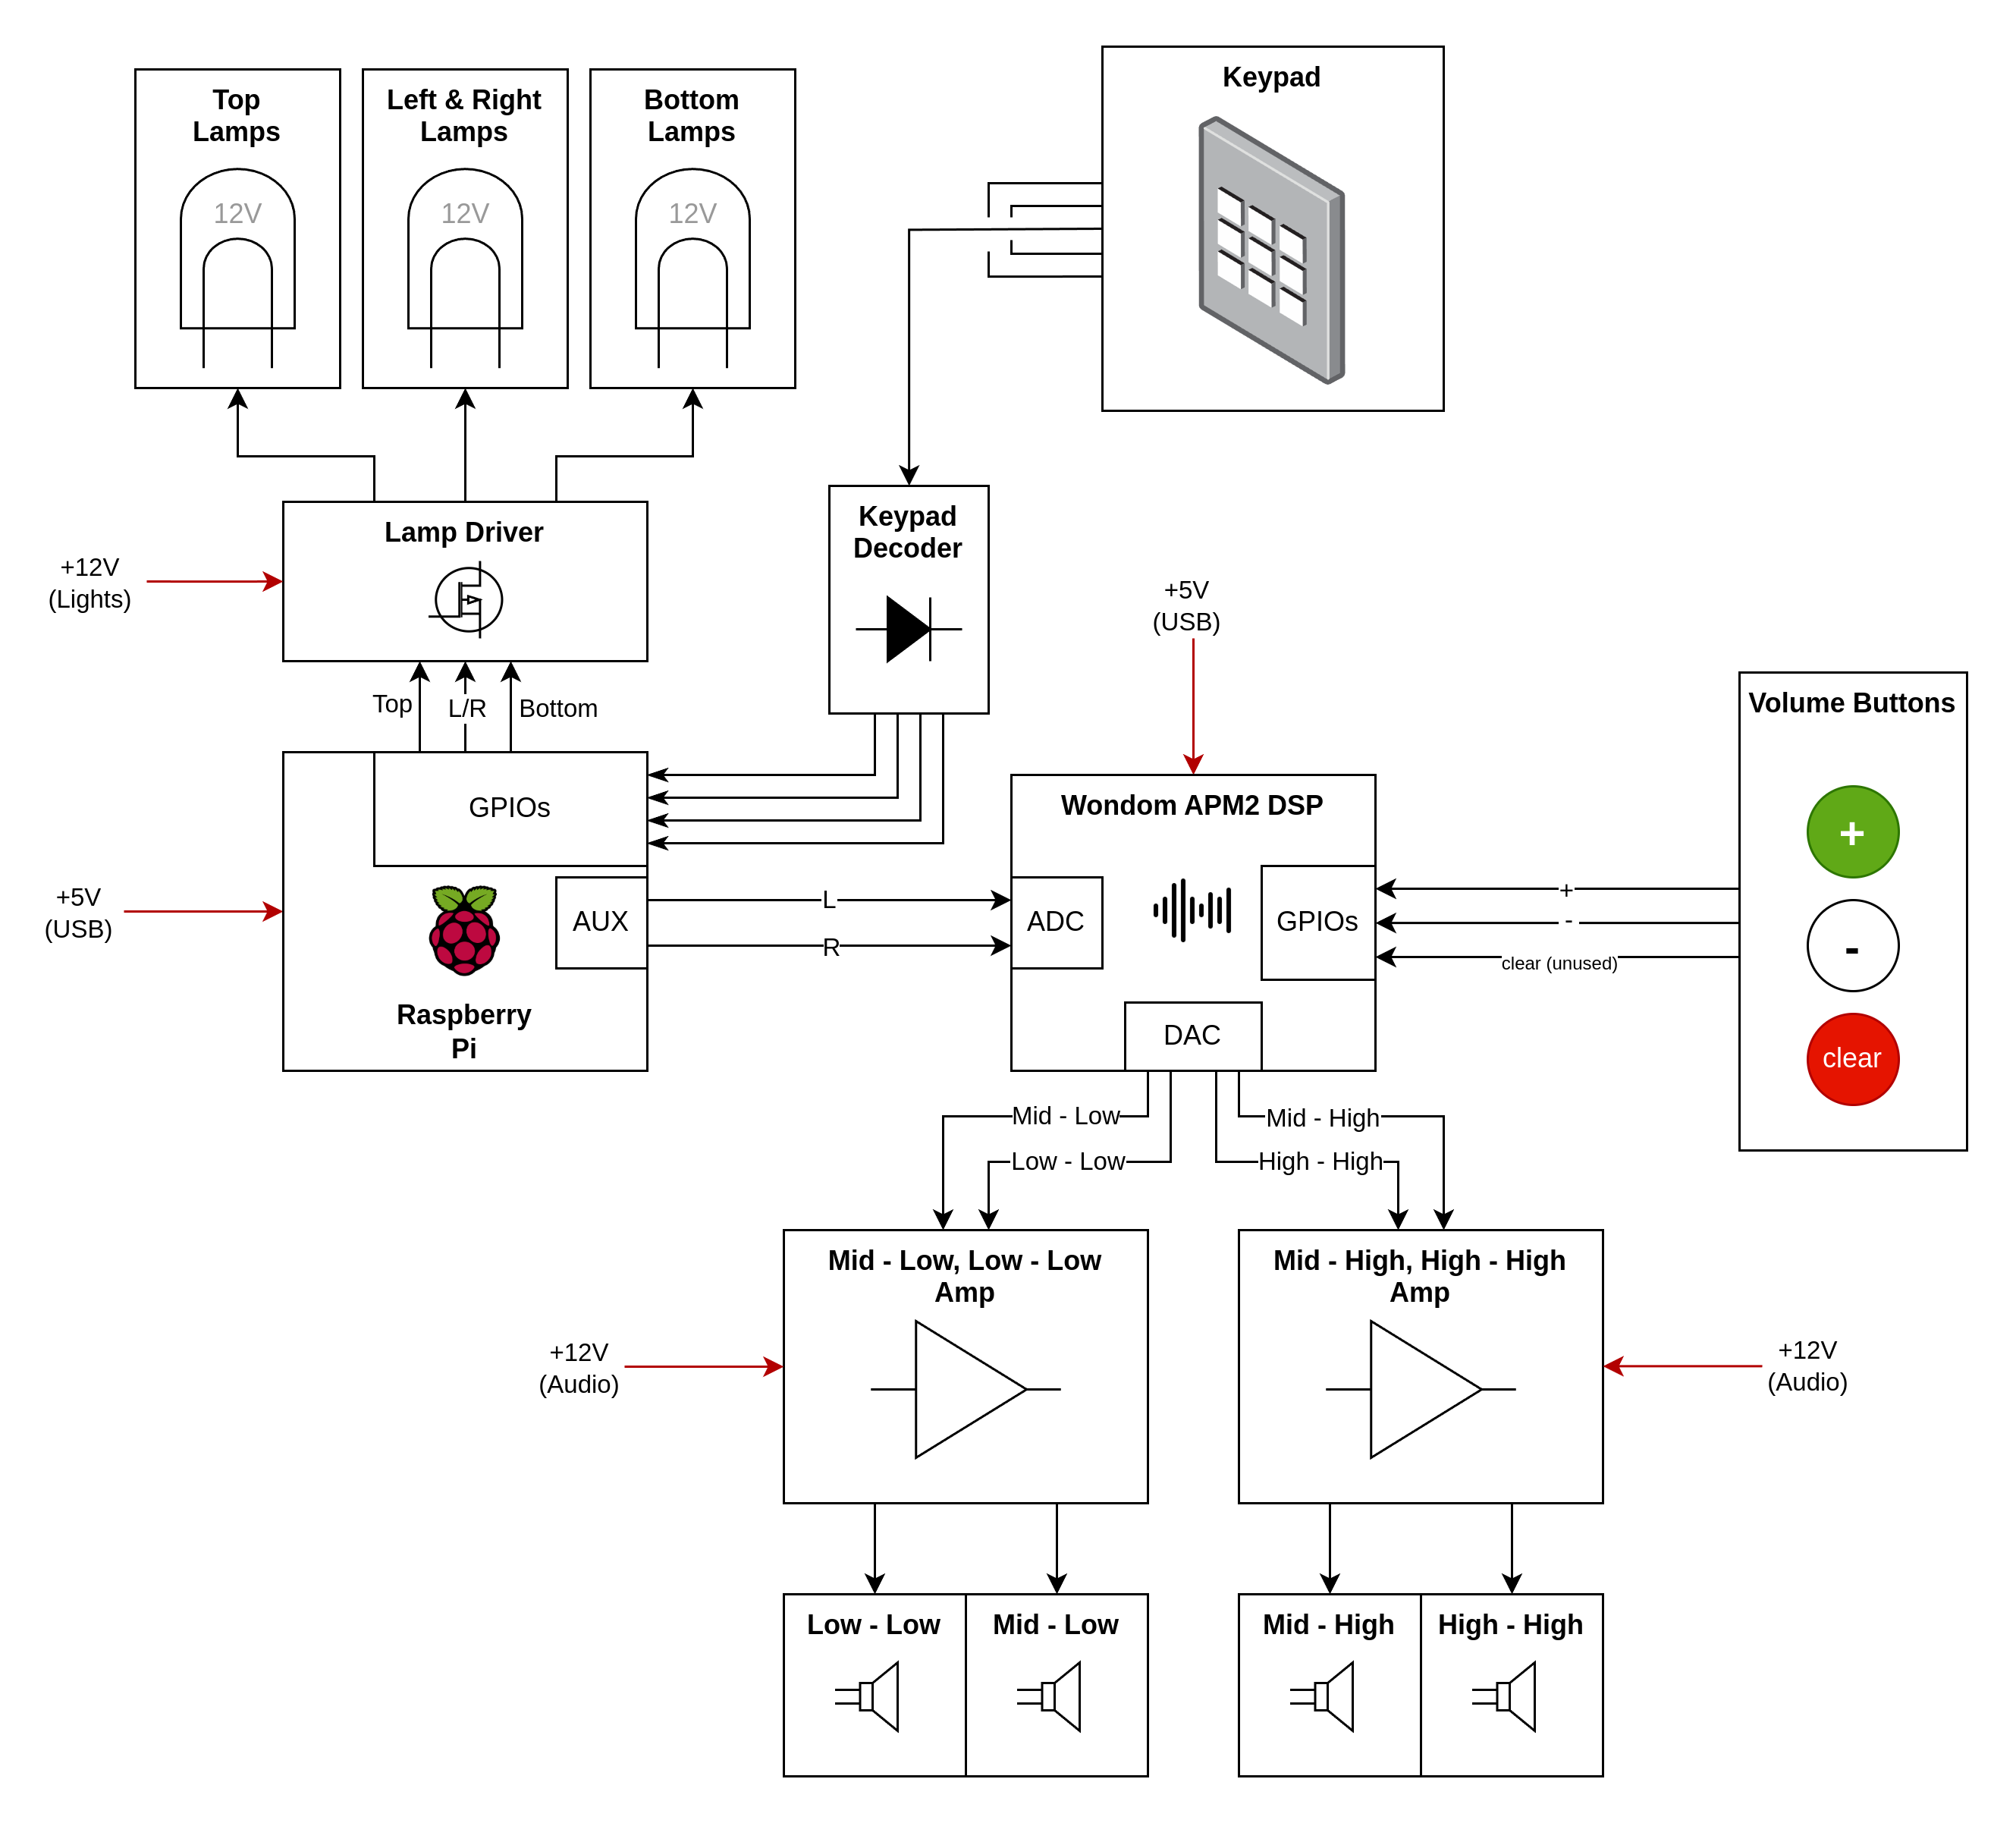 Top
Lamps
12V
Left & Right
Lamps
12V
Bottom
Lamps
12V
Keypad
Lamp Driver
+12V
(Lights)
Keypad
Decoder
+5V
(USB)
Top
L/R
Bottom
Volume Buttons
+
-
clear
GPIOs
Wondom APM2 DSP
+5V
(USB)
AUX
L
R
ADC
GPIOs
+
-
clear (unused)
Raspberry
Pi
DAC
Mid - Low
Low - Low
Mid - High
High - High
Mid - Low, Low - Low
Amp
Mid - High, High - High
Amp
+12V
(Audio)
+12V
(Audio)
Low - Low
Mid - Low
Mid - High
High - High